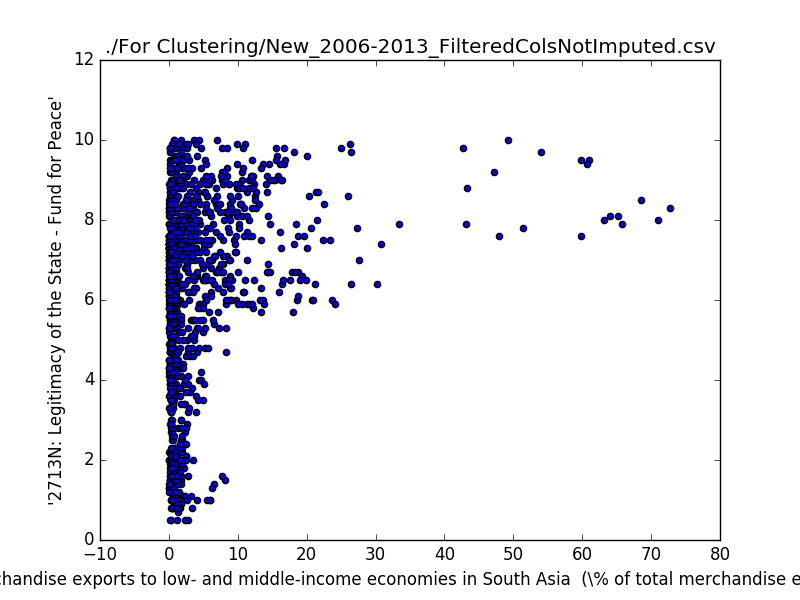 ./For Clustering/New_2006-2013_FilteredColsNotImputed.csv
'2713N: Legitimacy of the State - Fund for Peace'
12
10
8
6
4
2
0
−10 0 10 20 30 40 50 60 70 80
exports to low- and middle-income economies in South Asia (\% of total merchandise